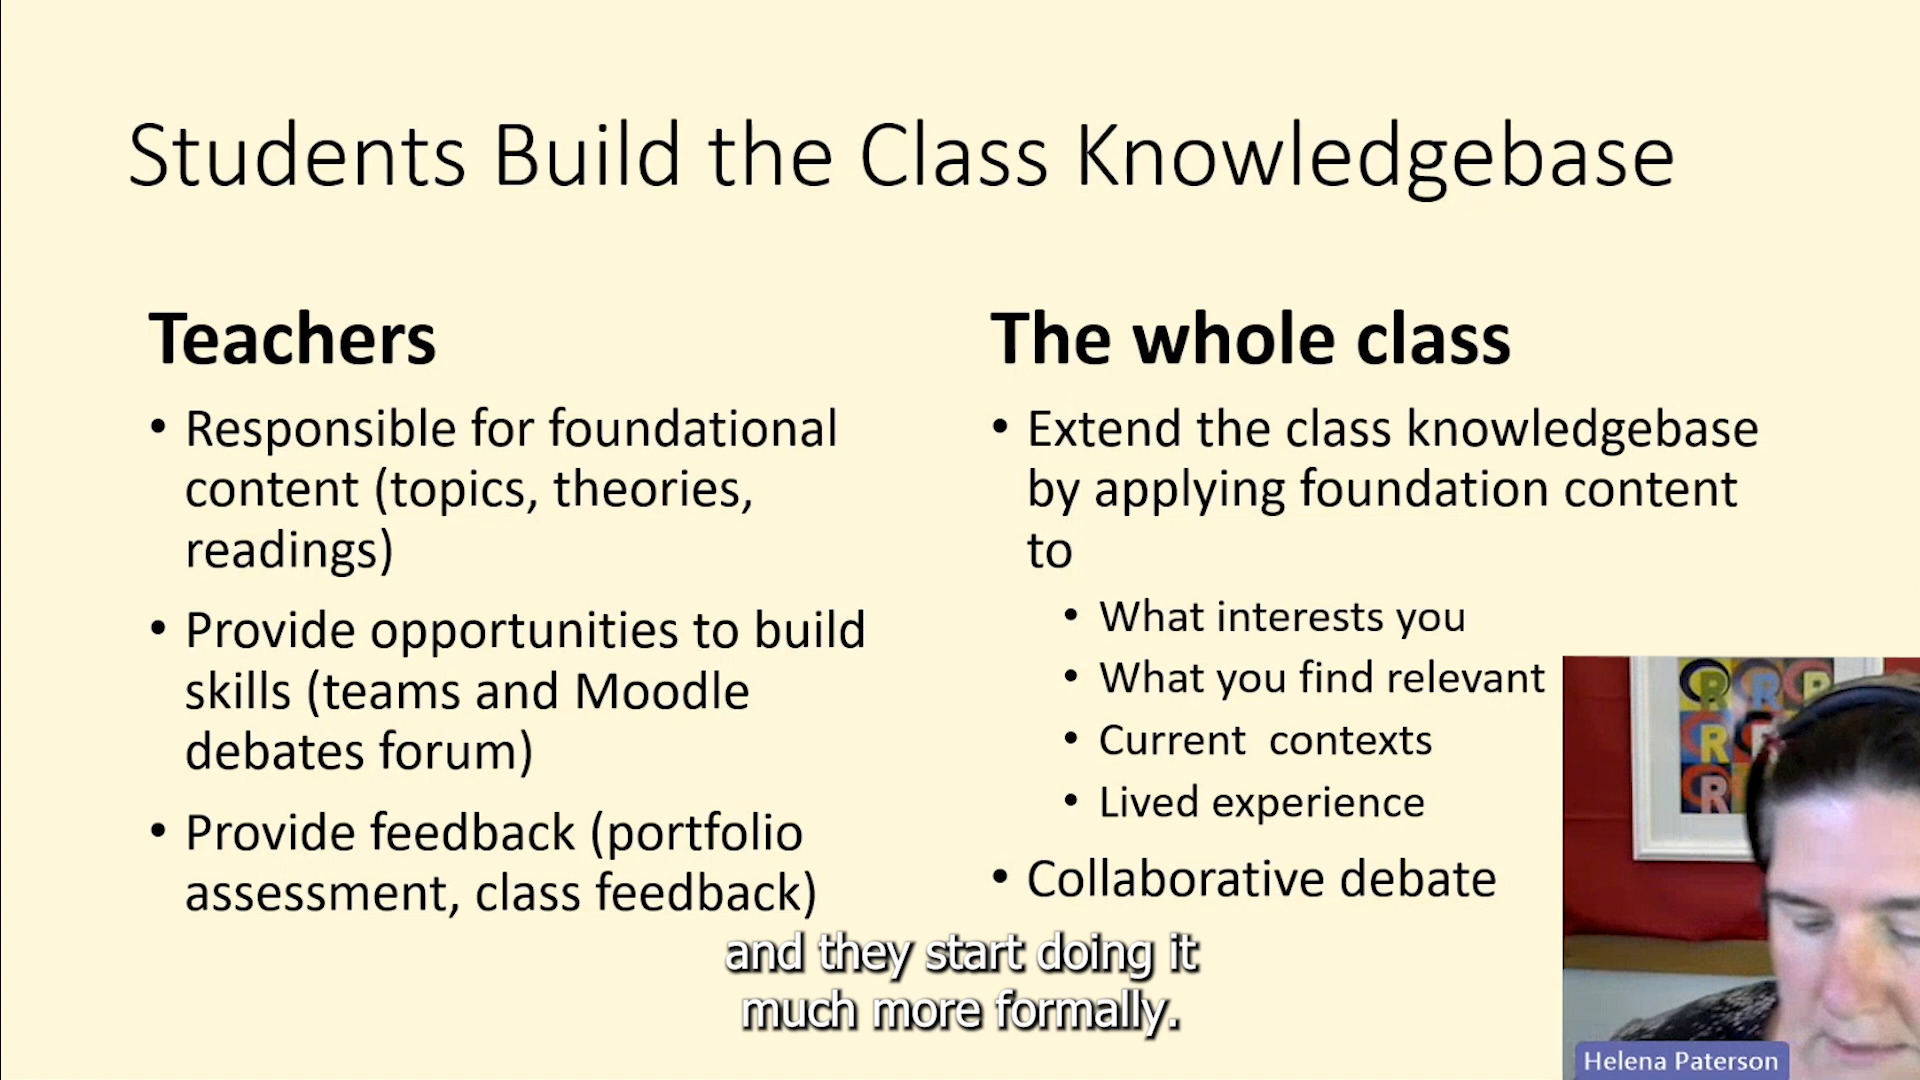 Students Build the Class Knowledgebase
Teachers
• Responsible for foundational
content (topics, theories,
readings)
• Provide opportunities to build
skills (teams and Moodle
debates forum)
• Provide feedback (portfolio
assessment, class feedback)
The whole class
• Extend the class knowledgebase
by applying foundation content
to
• What interests you
• What you find relevant
• Current  contexts
• Lived experience
• Collaborative debate
R R R
R R
R
and they start doing it
much more formally.
Helena Paterson